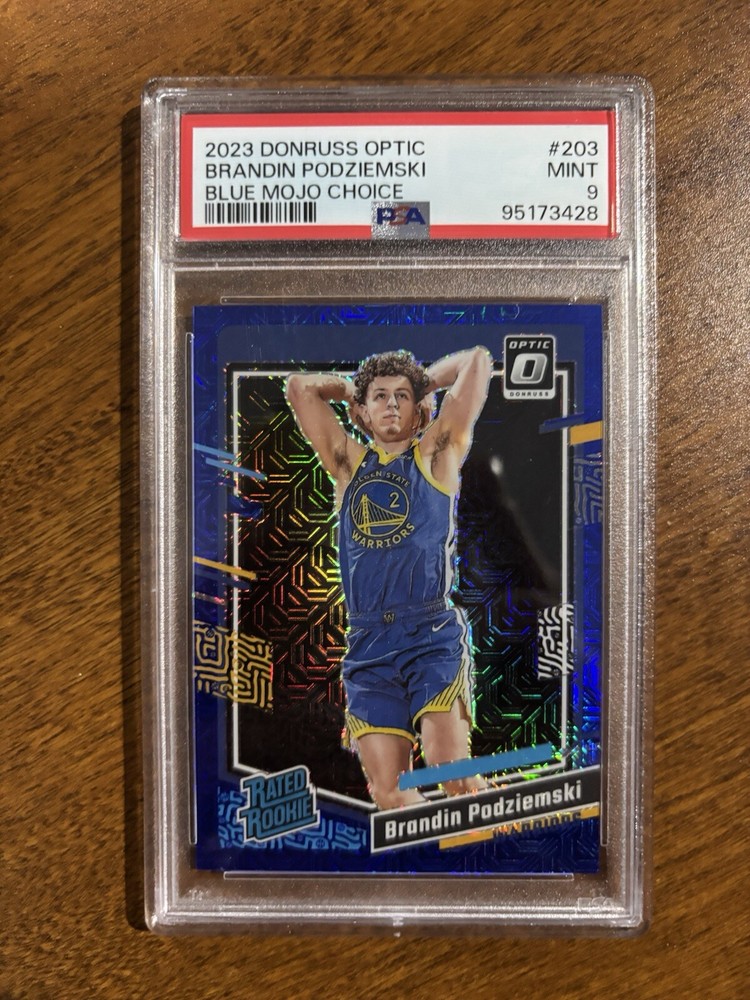 2023 DONRUSS OPTIC #203
BRANDIN PODZIEMSKI MINT
BLUE MOJO CHOICE 9
PSA 95173428
OPTIC
DONRUSS
GOLDEN STATE
2
WARRIORS
W
RATED
ROOKIE
Brandin Podziemski